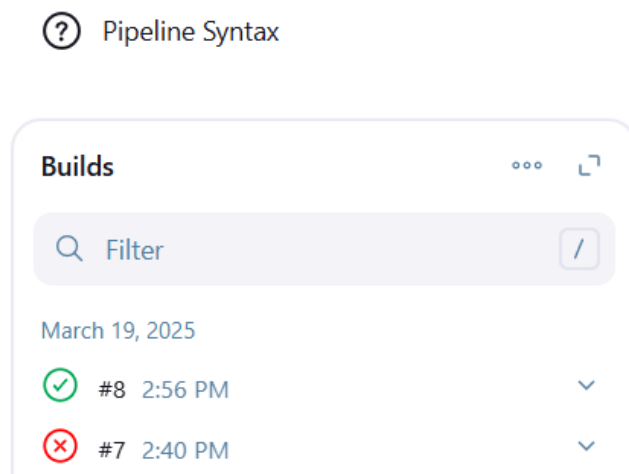 Pipeline Syntax
Builds
Filter /
March 19, 2025
#8 2:56 PM
#7 2:40 PM